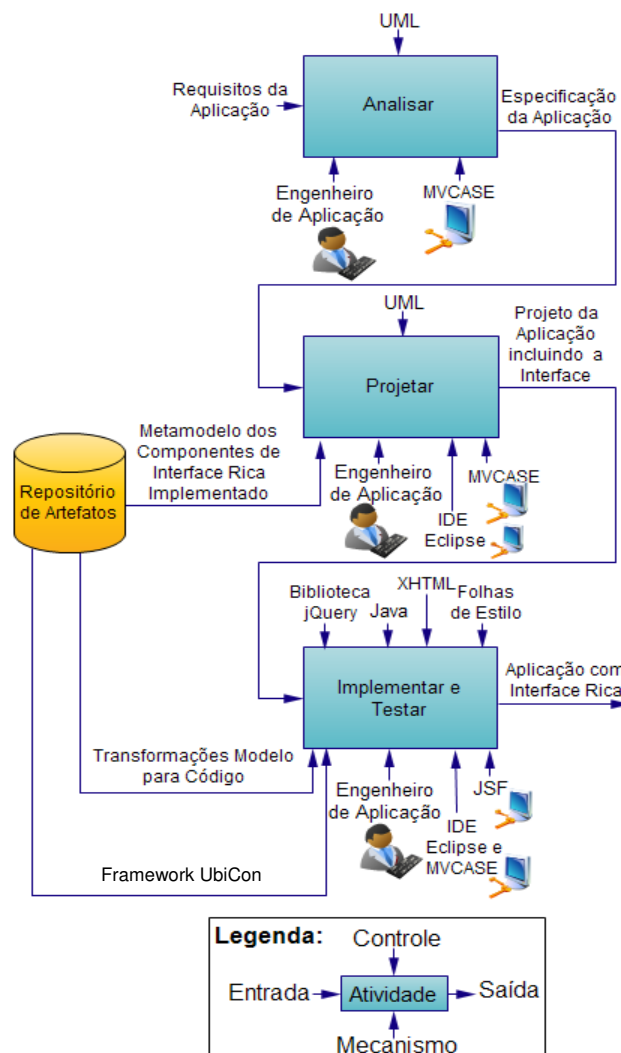 UML
Requisitos da
Aplicação
Analisar
Especificação
da Aplicação
Engenheiro
de Aplicação
MVCASE
UML
Projeto da
Aplicação
incluindo a
Interface
Projetar
Metamodelo dos
Componentes de
Interface Rica
Implementado
Repositório
de Artefatos
Engenheiro
de Aplicação
IDE
Eclipse
MVCASE
Biblioteca
jQuery
Java
XHTML
Folhas
de Estilo
Implementar e
Testar
Aplicação com
Interface Rica
Transformações Modelo
para Código
Engenheiro
de Aplicação
IDE
Eclipse e
MVCASE
JSF
Framework UbiCon
Legenda:
Controle
Entrada
Atividade
Saída
Mecanismo